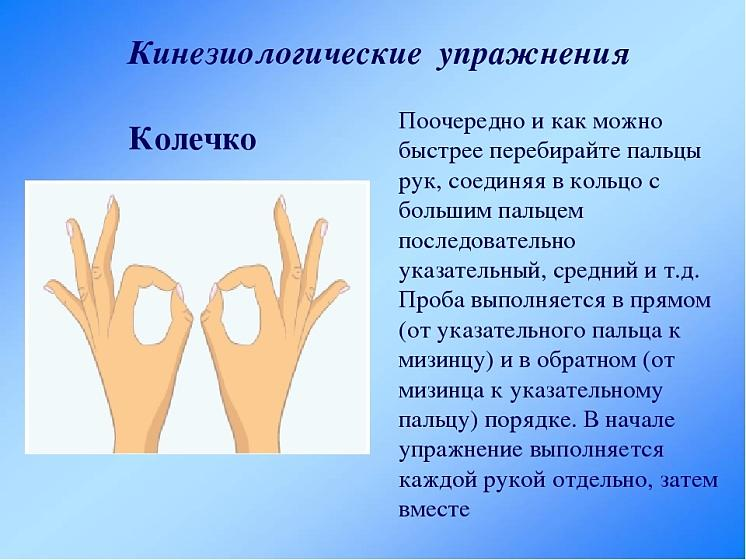 Кинезиологические упражнения
Колечко
Поочередно и как можно
быстрее перебирайте пальцы
рук, соединяя в кольцо с
большим пальцем
последовательно
указательный, средний и т.д.
Проба выполняется в прямом
(от указательного пальца к
мизинцу) и в обратном (от
мизинца к указательному
пальцу) порядке. В начале
упражнение выполняется
каждой рукой отдельно, затем
вместе